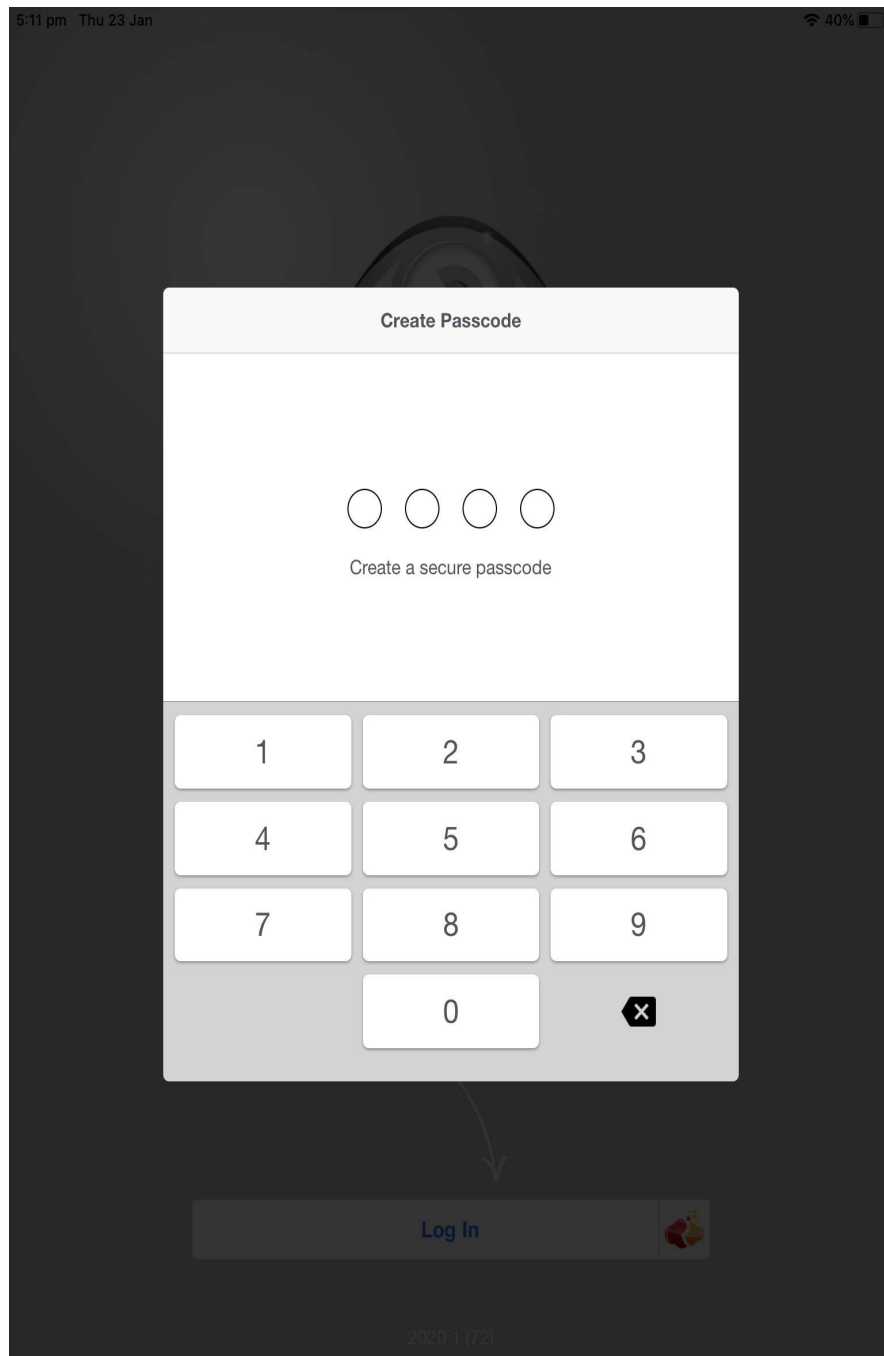 5:11 pm Thu 23 Jan
40%
Create Passcode
Create a secure passcode
1 2 3
4 5 6
7 8 9
0
Log In
2020.1 (72)